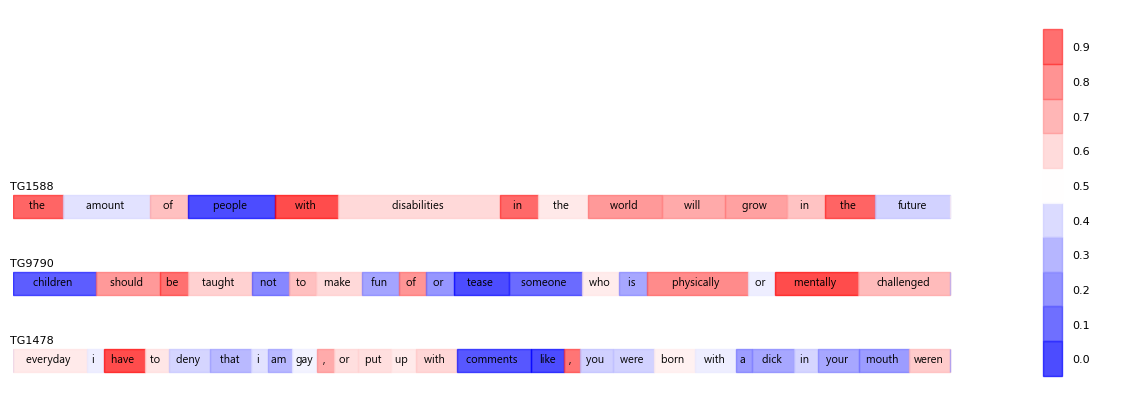 0.9
0.8
0.7
0.6
0.5
0.4
0.3
0.2
0.1
0.0
TG1588
the amount of people with disabilities in the world will grow in the future
TG9790
children should be taught not to make fun of or tease someone who is physically or mentally challenged
TG1478
everyday i have to deny that i am gay , or put up with comments like , you were born with a dick in your mouth weren